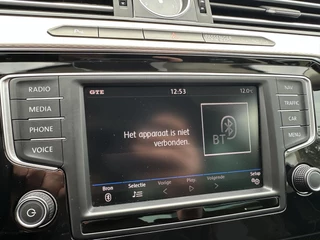 RADIO
MEDIA
PHONE
VOICE
GTE
12:53
12.0°C
Het apparaat is niet
verbonden.
BT
Bron
Selectie
Vorige
Play
Volgende
Setup
NAV
TRAFFIC
CAR
MENU